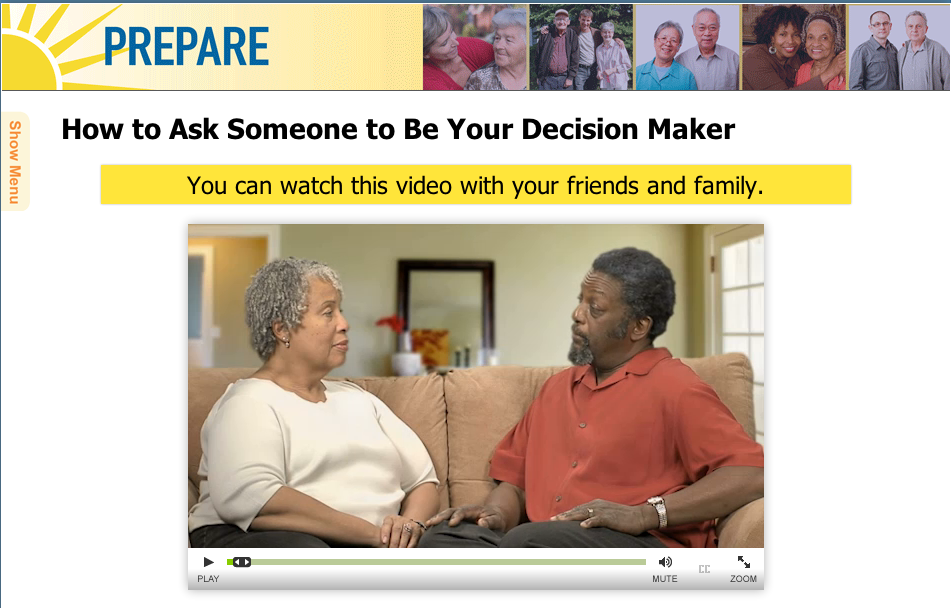 PREPARE
Show Menu
How to Ask Someone to Be Your Decision Maker
You can watch this video with your friends and family.
PLAY
MUTE
CC
ZOOM